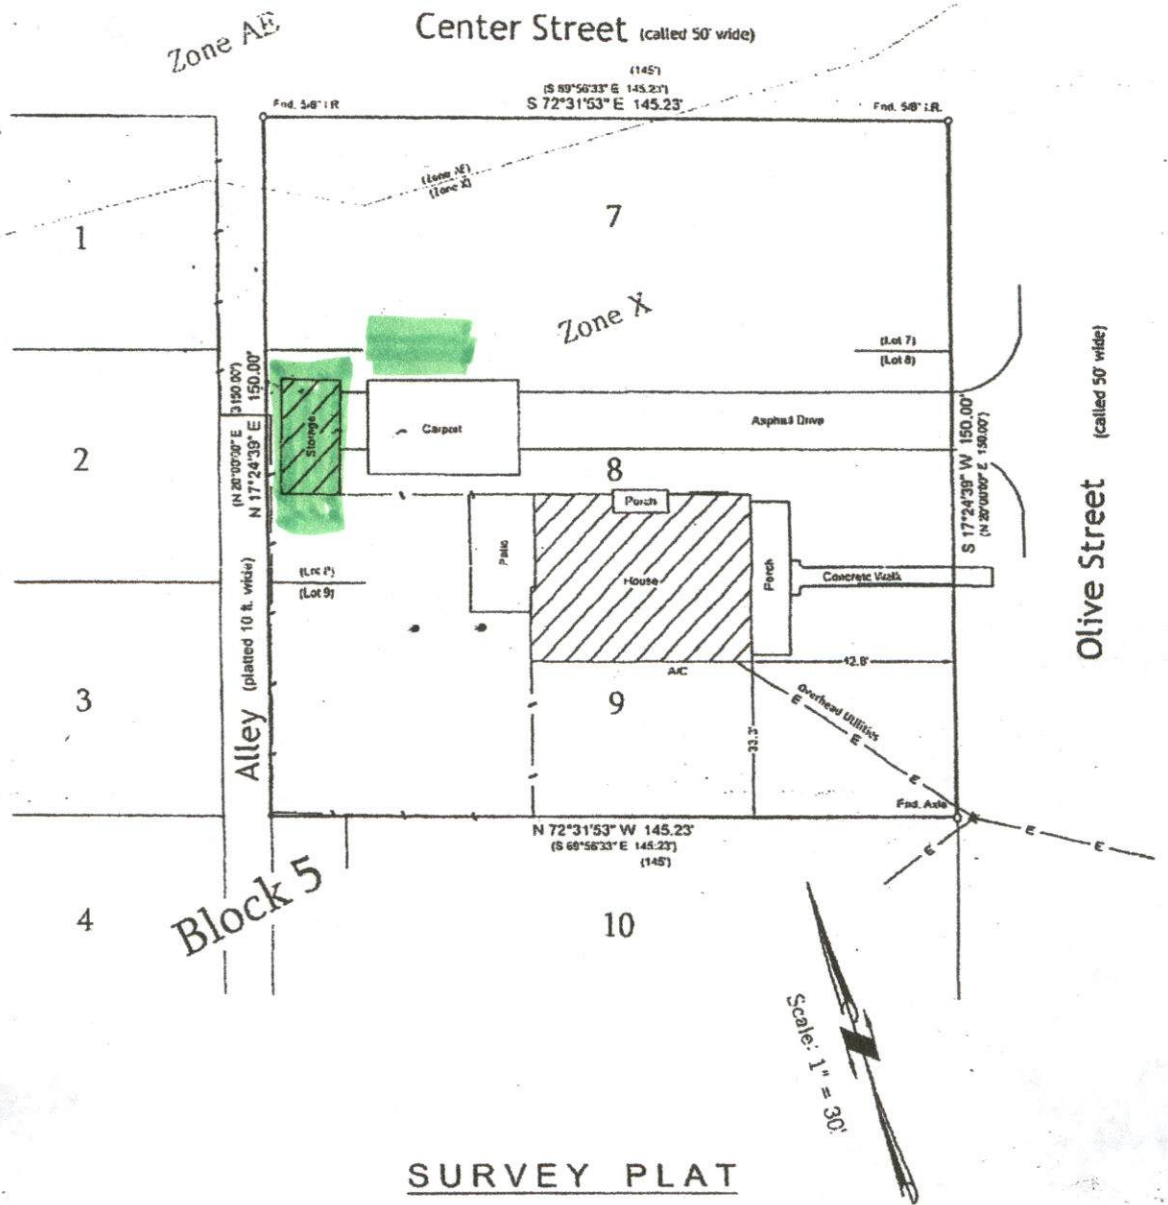 Zone AE
Center Street (called 50' wide)
(145')
(S 69°56'33" E 145.23')
S 72°31'53" E 145.23'
Fnd. 5/8" I.R.
Fnd. 5/8" I.R.
(Zone AE)
(Zone X)
1
7
Zone X
(Lot 7)
(Lot 8)
2
Storage
Carport
Asphalt Drive
8
Porch
Patio
House
Porch
Concrete Walk
(N 20°00'00" E 150.00')
N 17°24'39" E 150.00'
S 17°24'39" W 150.00'
(N 20°00'00" E 150.00')
Olive Street (called 50' wide)
(Lot 8)
(Lot 9)
Alley (platted 10 ft. wide)
A/C
42.8'
3
9
Overhead Utilities
E
E
E
33.3'
Fnd. Axle
E
E
E
N 72°31'53" W 145.23'
(S 69°56'33" E 145.23')
(145')
Block 5
4
10
Scale: 1" = 30'
SURVEY PLAT